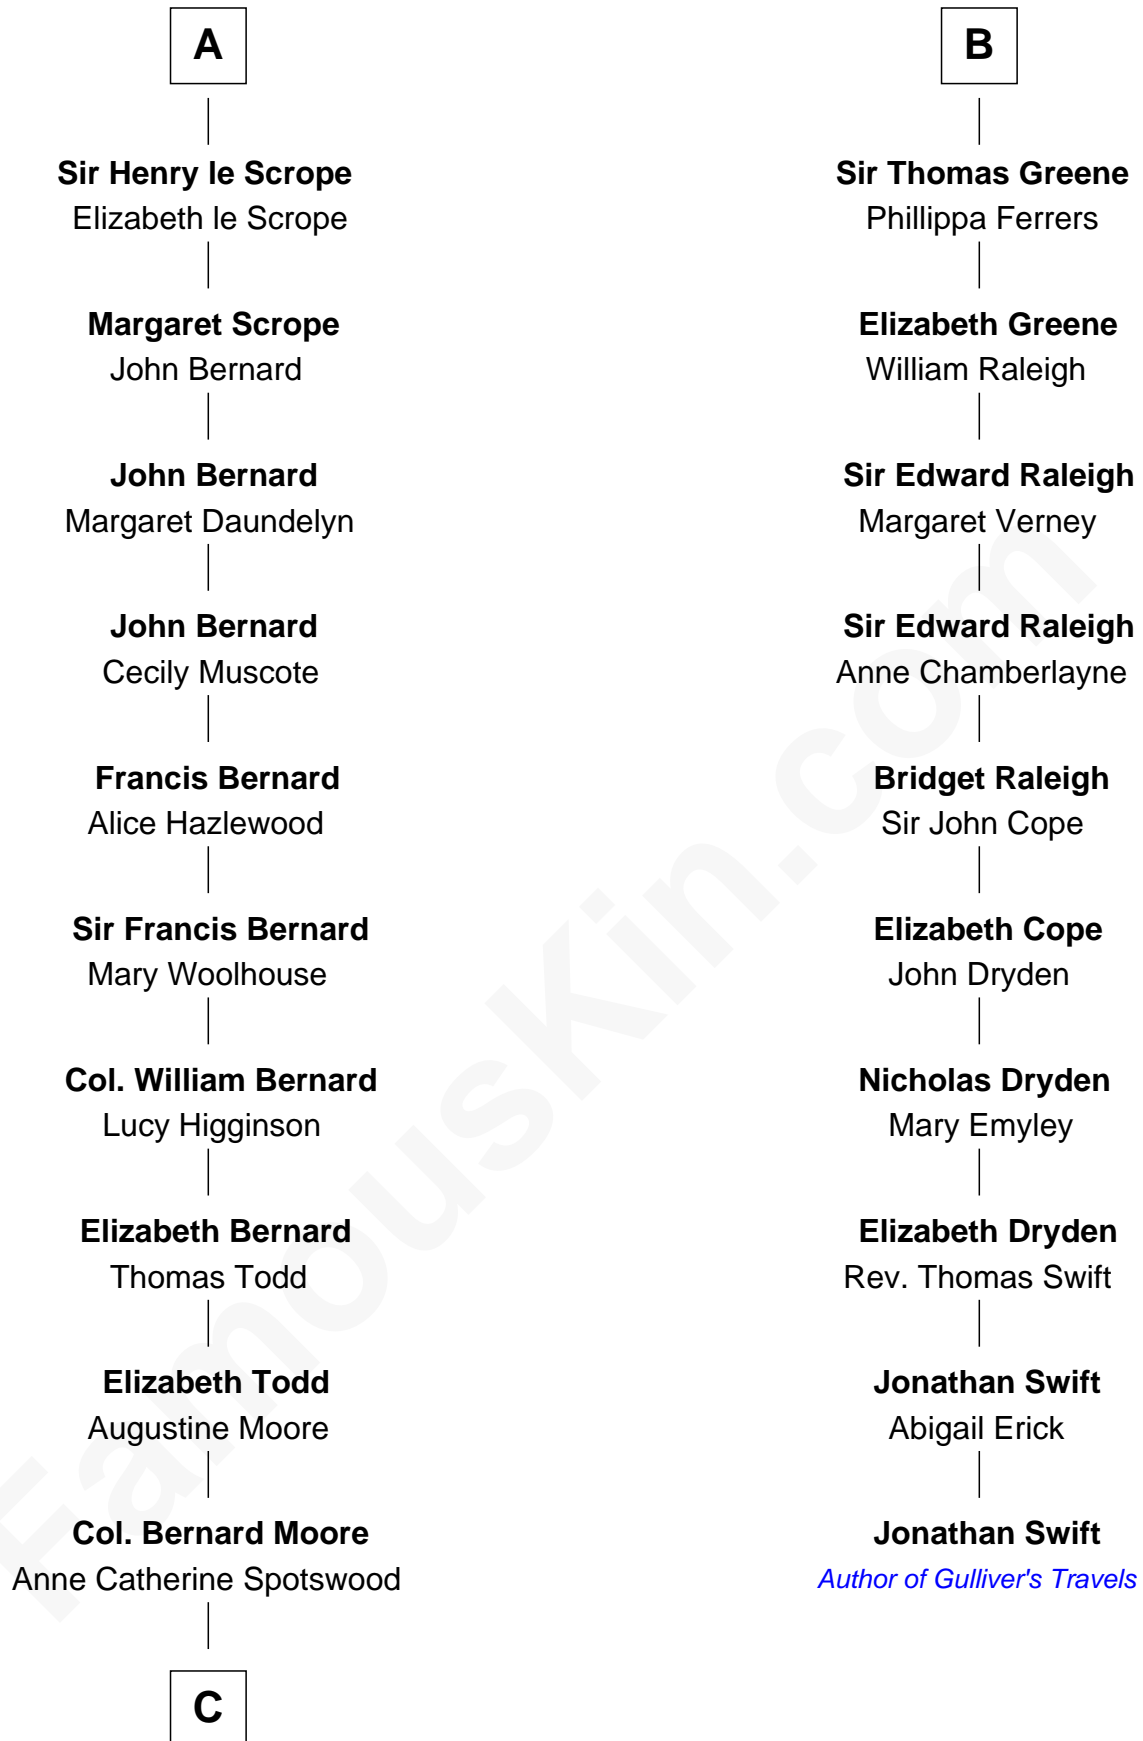 A
Sir Henry le Scrope
Elizabeth le Scrope
Margaret Scrope
John Bernard
John Bernard
Margaret Daundelyn
John Bernard
Cecily Muscote
Francis Bernard
Alice Hazlewood
Sir Francis Bernard
Mary Woolhouse
Col. William Bernard
Lucy Higginson
Elizabeth Bernard
Thomas Todd
Elizabeth Todd
Augustine Moore
Col. Bernard Moore
Anne Catherine Spotswood
C
B
Sir Thomas Greene
Phillippa Ferrers
Elizabeth Greene
William Raleigh
Sir Edward Raleigh
Margaret Verney
Sir Edward Raleigh
Anne Chamberlayne
Bridget Raleigh
Sir John Cope
Elizabeth Cope
John Dryden
Nicholas Dryden
Mary Emyley
Elizabeth Dryden
Rev. Thomas Swift
Jonathan Swift
Abigail Erick
Jonathan Swift
Author of Gulliver's Travels
FamousKin.com